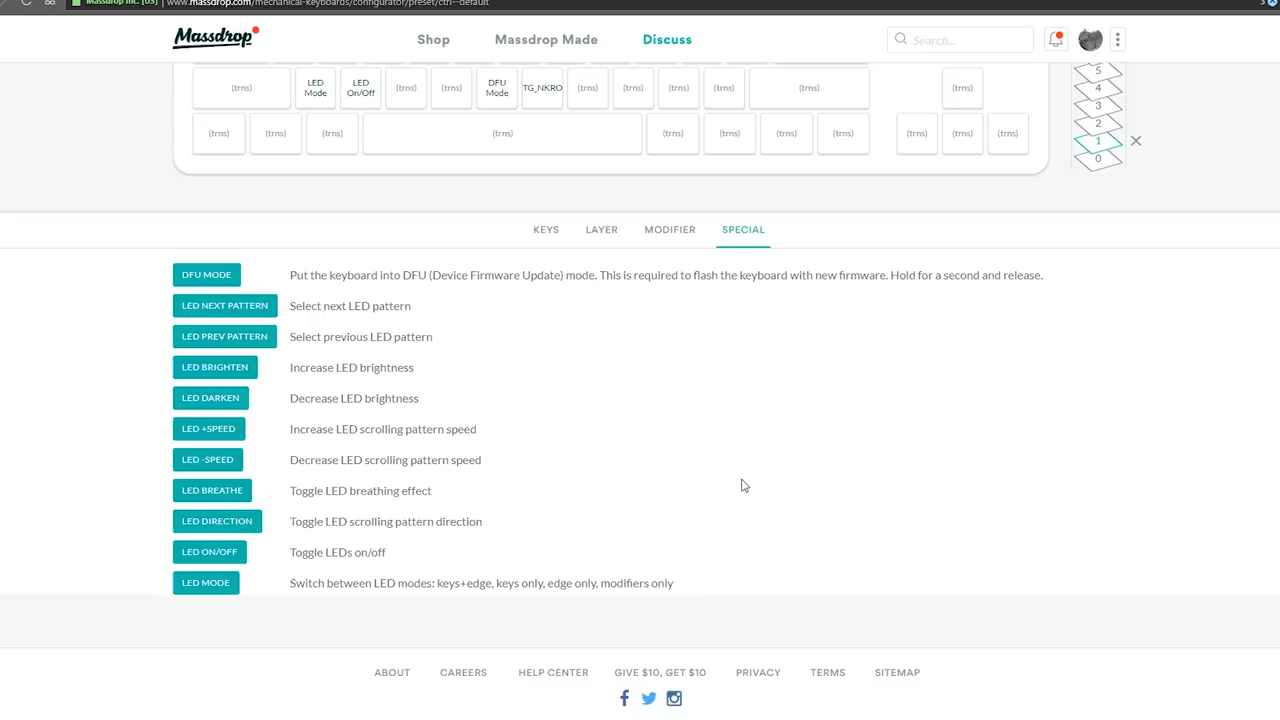 Massdrop Inc. [US] www.massdrop.com/mechanical-keyboards/configurator/preset/ctrl--default 3
Massdrop Shop Massdrop Made Discuss Search...
(trns) LED Mode LED On/Off (trns) (trns) DFU Mode TG_NKRO (trns) (trns) (trns) (trns) (trns) (trns)
(trns) (trns) (trns) (trns) (trns) (trns) (trns) (trns) (trns) (trns) (trns)
5
4
3
2
1
0
KEYS LAYER MODIFIER SPECIAL
DFU MODE Put the keyboard into DFU (Device Firmware Update) mode. This is required to flash the keyboard with new firmware. Hold for a second and release.
LED NEXT PATTERN Select next LED pattern
LED PREV PATTERN Select previous LED pattern
LED BRIGHTEN Increase LED brightness
LED DARKEN Decrease LED brightness
LED +SPEED Increase LED scrolling pattern speed
LED -SPEED Decrease LED scrolling pattern speed
LED BREATHE Toggle LED breathing effect
LED DIRECTION Toggle LED scrolling pattern direction
LED ON/OFF Toggle LEDs on/off
LED MODE Switch between LED modes: keys+edge, keys only, edge only, modifiers only
ABOUT CAREERS HELP CENTER GIVE $10, GET $10 PRIVACY TERMS SITEMAP